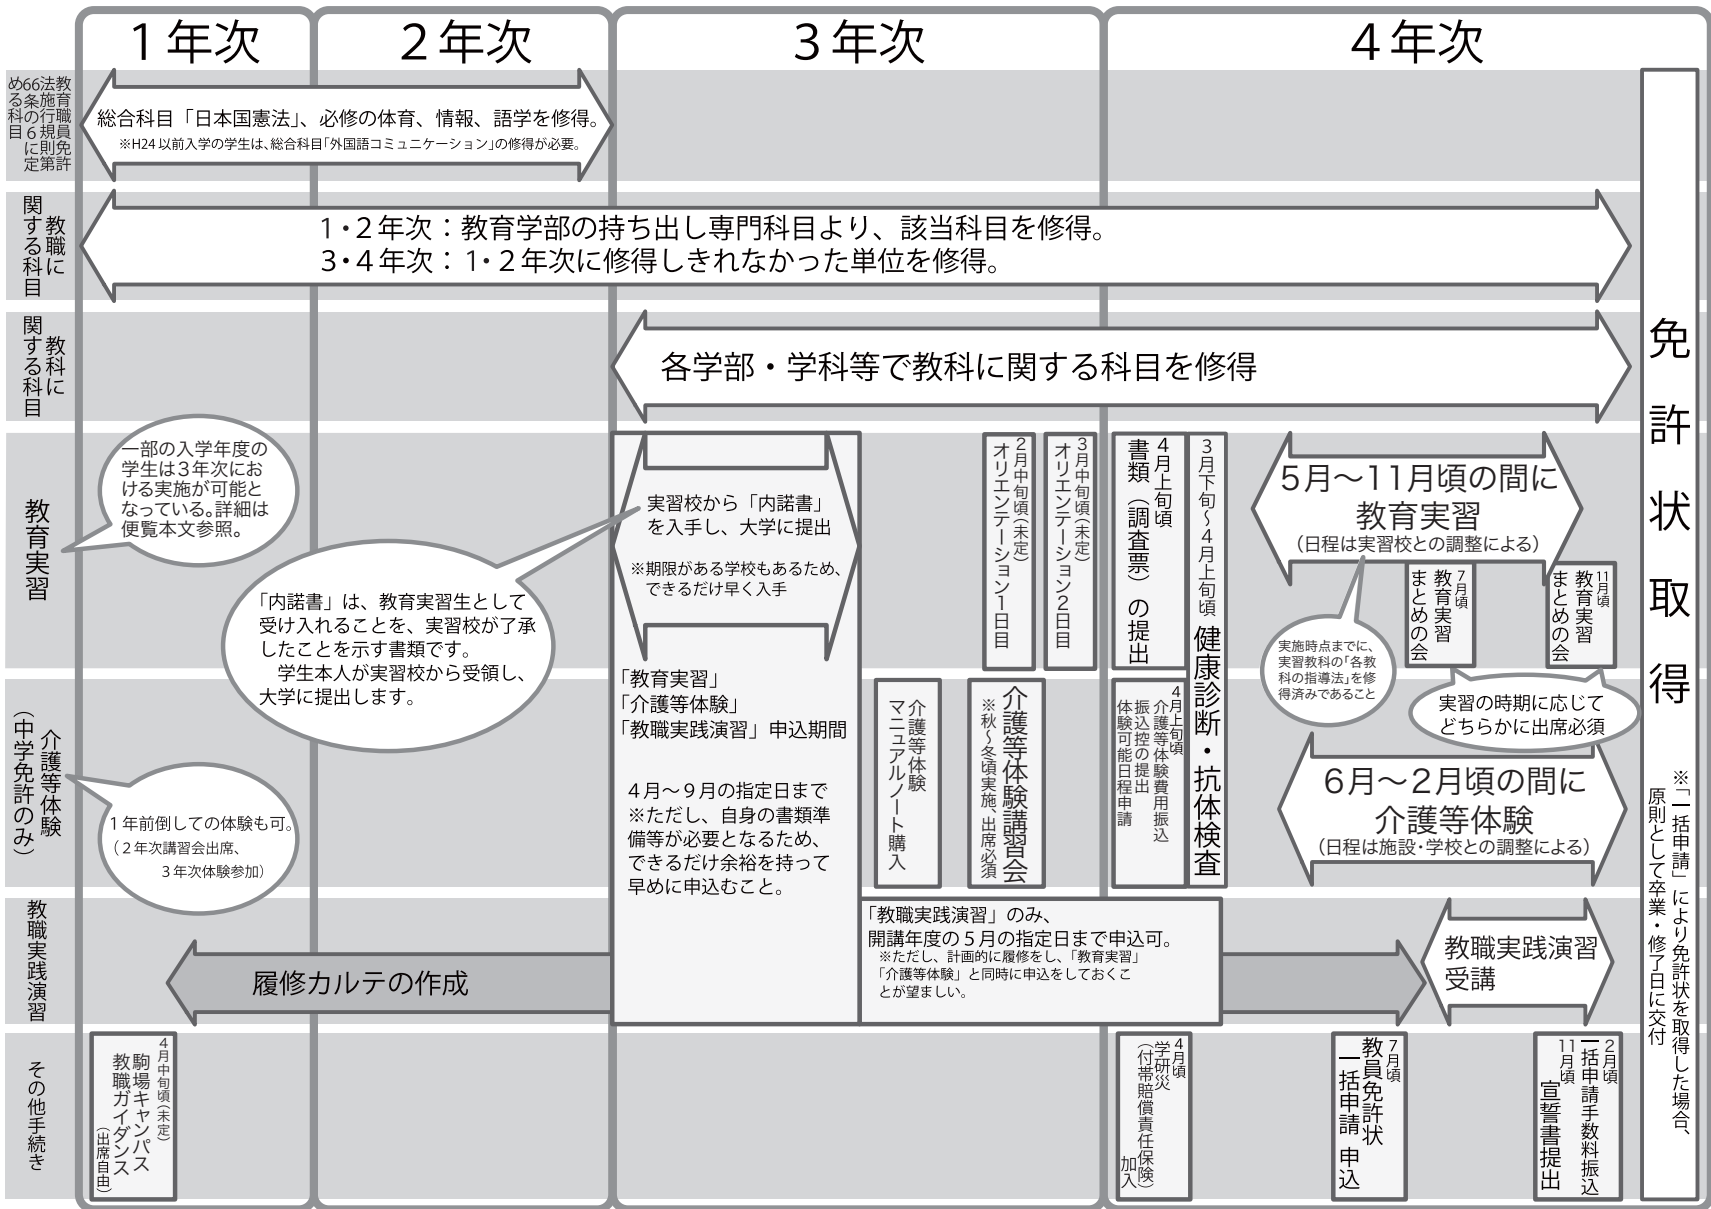 1年次
2年次
3年次
4年次
教育職員免許
法施行規則第
66条の6に定
める科目
総合科目「日本国憲法」、必修の体育、情報、語学を修得。
※H24以前入学の学生は、総合科目「外国語コミュニケーション」の修得が必要。
教職に
関する科目
1・2年次：教育学部の持ち出し専門科目より、該当科目を修得。
3・4年次：1・2年次に修得しきれなかった単位を修得。
教科に
関する科目
各学部・学科等で教科に関する科目を修得
教育実習
一部の入学年度の
学生は3年次にお
ける実施が可能と
なっている。詳細は
便覧本文参照。
「内諾書」は、教育実習生として
受け入れることを、実習校が了承
したことを示す書類です。
学生本人が実習校から受領し、
大学に提出します。
実習校から「内諾書」
を入手し、大学に提出
※期限がある学校もあるため、
できるだけ早く入手
「教育実習」
「介護等体験」
「教職実践演習」申込期間
4月～9月の指定日まで
※ただし、自身の書類準
備等が必要となるため、
できるだけ余裕を持って
早めに申込むこと。
2月中旬頃（未定）
オリエンテーション1日目
3月中旬頃（未定）
オリエンテーション2日目
4月上旬頃
書類（調査票）の提出
3月下旬～4月上旬頃 健康診断・抗体検査
5月～11月頃の間に
教育実習
（日程は実習校との調整による）
7月頃
教育実習
まとめの会
11月頃
教育実習
まとめの会
実施時点までに、
実習教科の「各教
科の指導法」を修
得済みであること
実習の時期に応じて
どちらかに出席必須
介護等体験
（中学免許のみ）
1年前倒しての体験も可。
（2年次講習会出席、
3年次体験参加）
介護等体験
マニュアルノート購入
介護等体験講習会
※秋～冬頃実施、出席必須
4月上旬頃
介護等体験費用振込
振込控の提出
体験可能日程申請
6月～2月頃の間に
介護等体験
（日程は施設・学校との調整による）
教職実践演習
履修カルテの作成
「教職実践演習」のみ、
開講年度の5月の指定日まで申込可。
※ただし、計画的に履修をし、「教育実習」
「介護等体験」と同時に申込をしておくこ
とが望ましい。
教職実践演習
受講
その他手続き
4月中旬頃（未定）
駒場キャンパス
教職ガイダンス
（出席自由）
4月頃
学研災
（付帯賠償責任保険）
加入
7月頃
教員免許状
一括申請 申込
2月頃
一括申請手数料振込
11月頃
宣誓書提出
免許状取得
※「一括申請」により免許状を取得した場合、
原則として卒業・修了日に交付